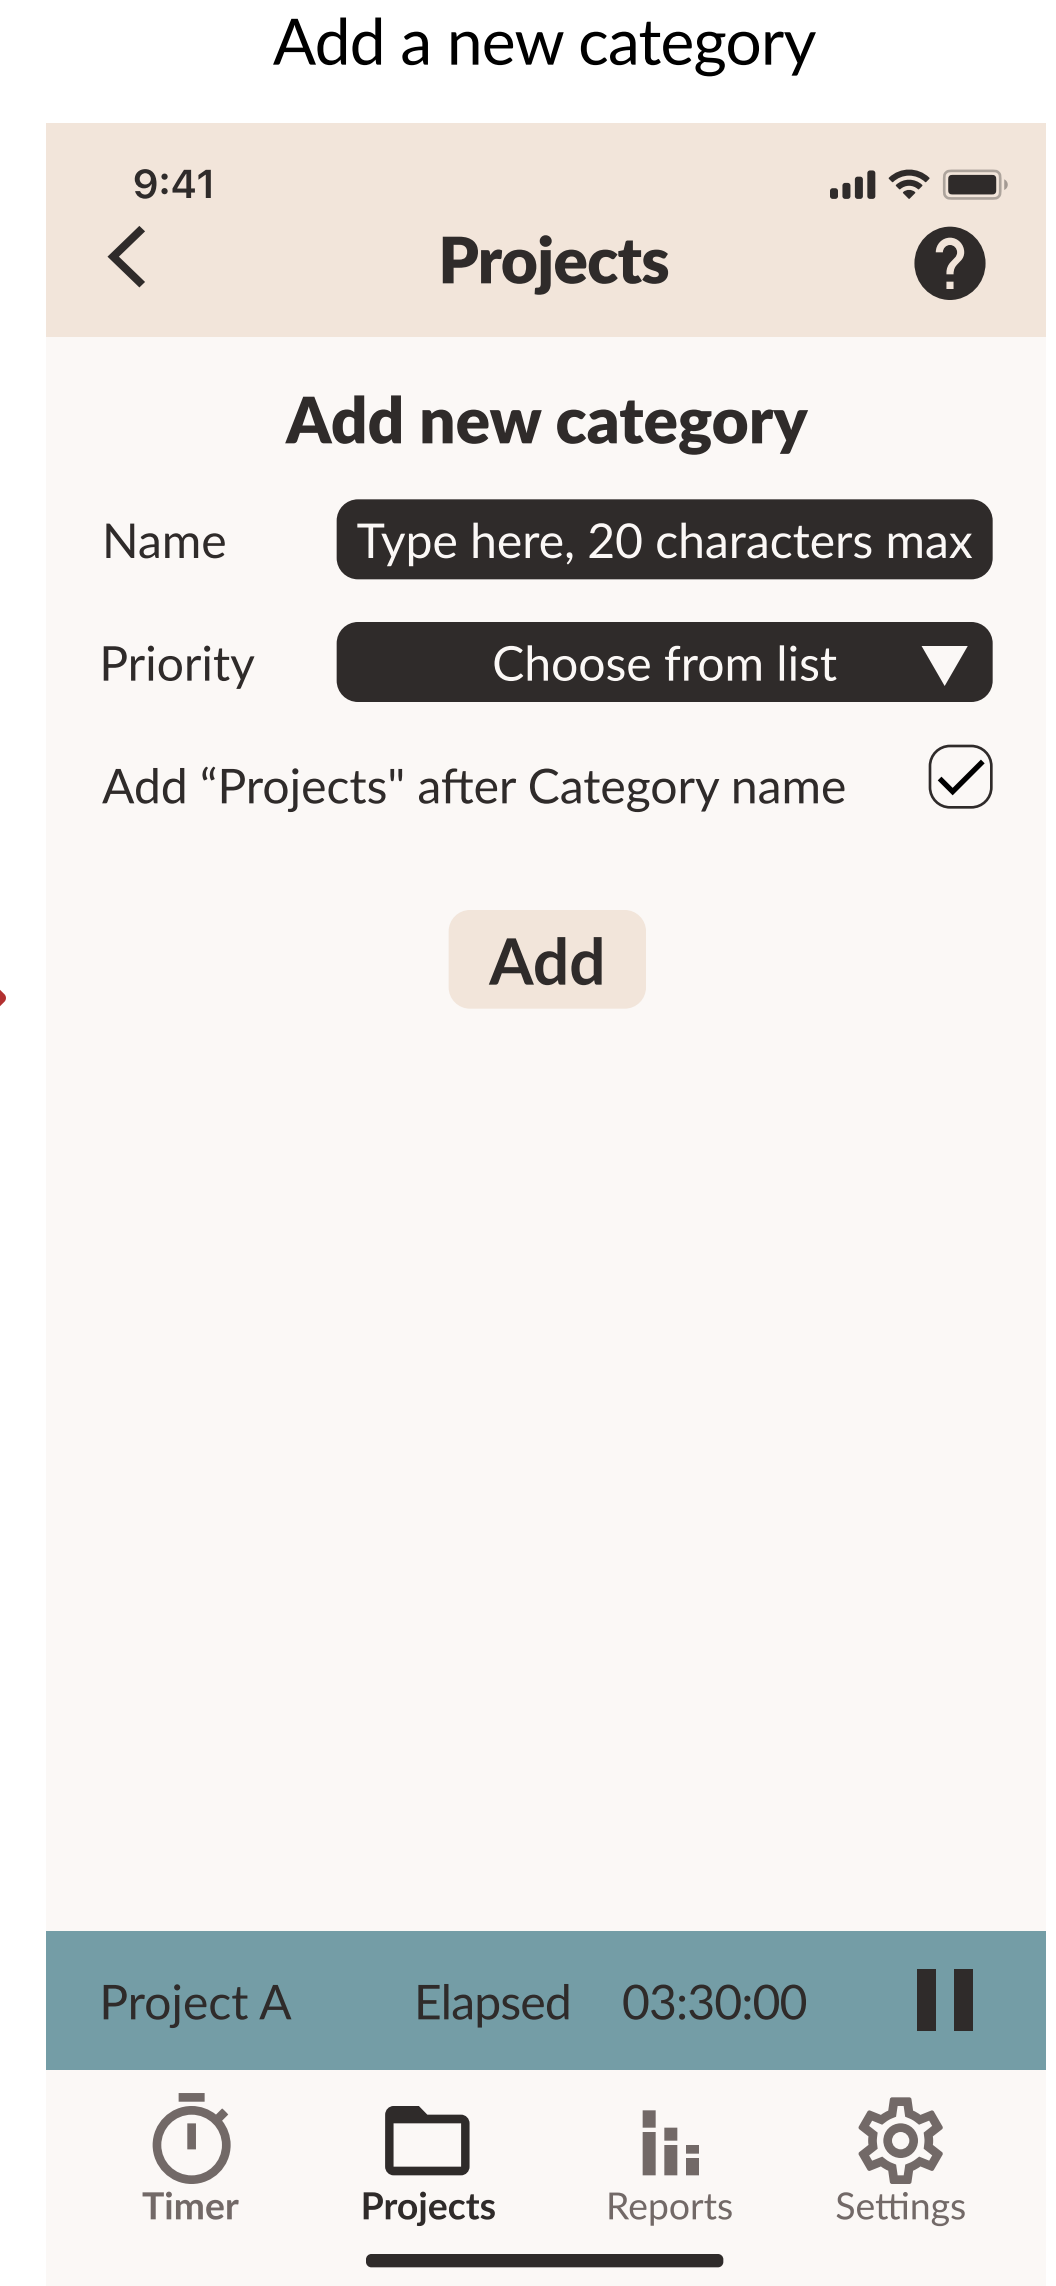 Add a new category
9:41
Projects
?
Add new category
Name
Type here, 20 characters max
Priority
Choose from list
Add “Projects" after Category name
Add
Project A Elapsed 03:30:00
Timer Projects Reports Settings